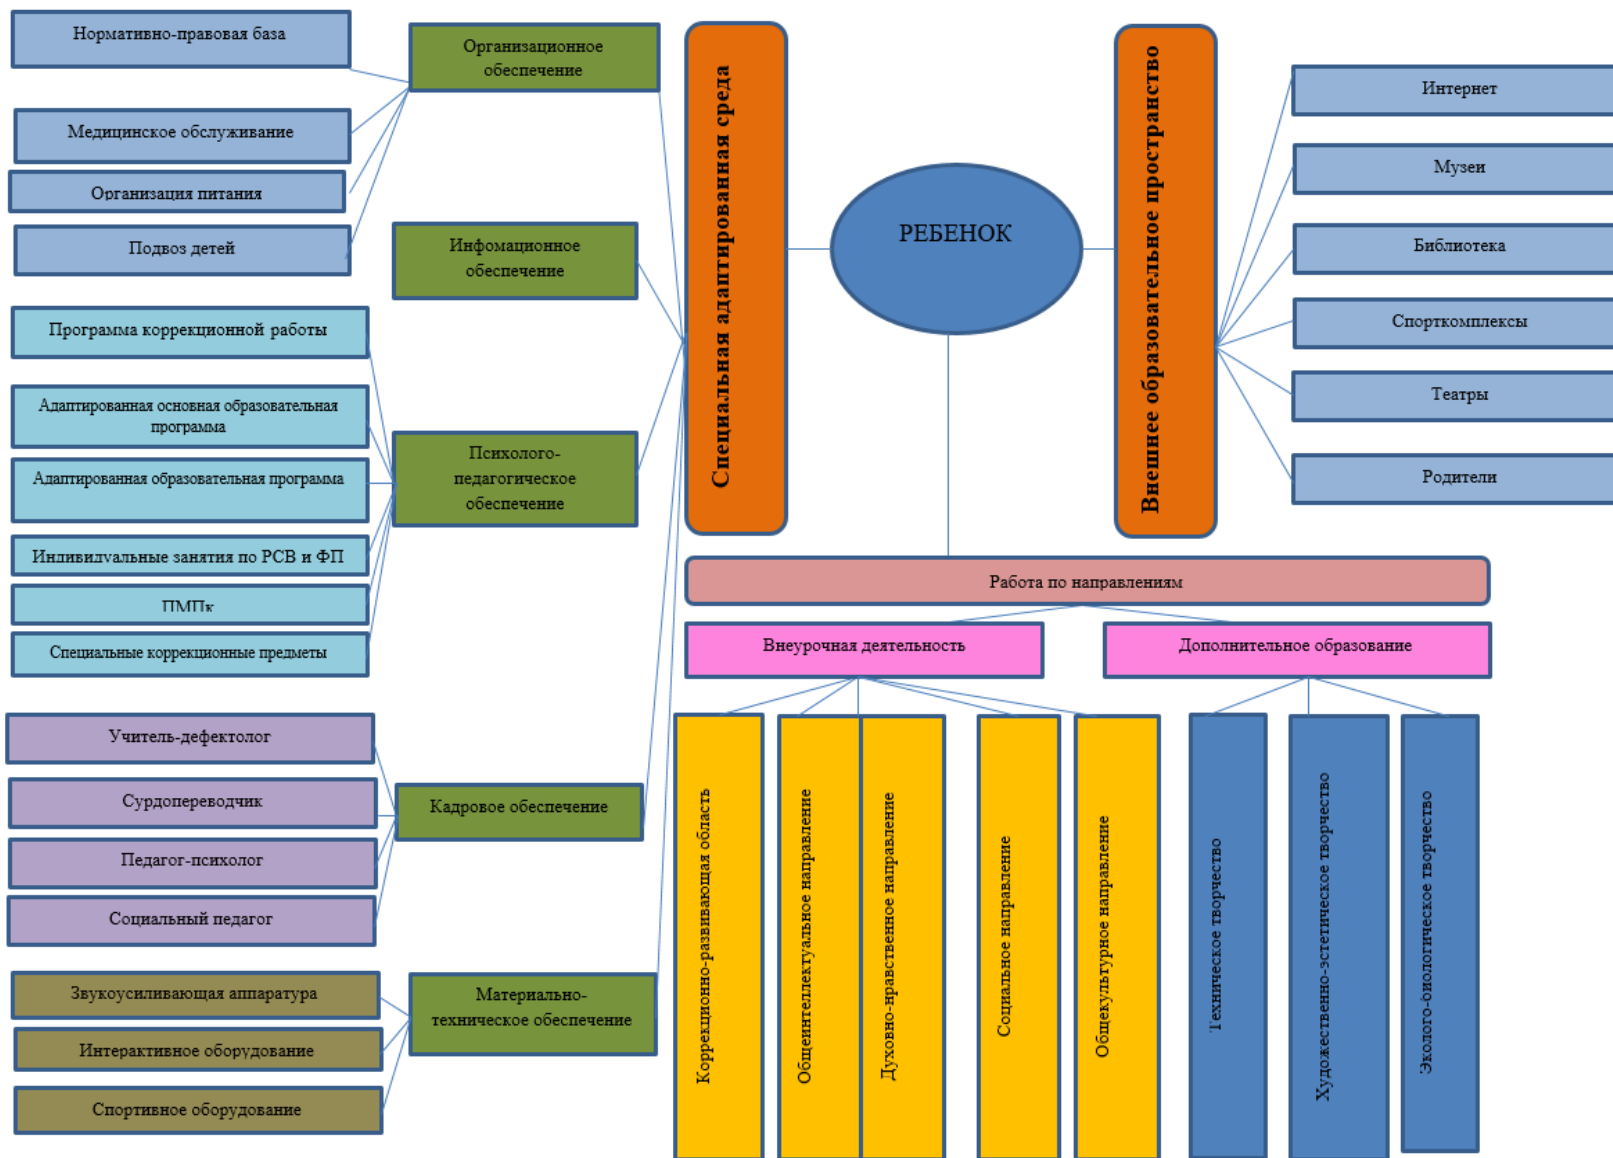 Нормативно-правовая база
Медицинское обслуживание
Организация питания
Подвоз детей
Программа коррекционной работы
Адаптированная основная образовательная
программа
Адаптированная образовательная программа
Индивидуальные занятия по РСВ и ФП
ПМПк
Специальные коррекционные предметы
Учитель-дефектолог
Сурдопереводчик
Педагог-психолог
Социальный педагог
Звукоусиливающая аппаратура
Интерактивное оборудование
Спортивное оборудование
Организационное
обеспечение
Инфомационное
обеспечение
Психолого-
педагогическое
обеспечение
Кадровое обеспечение
Материально-
техническое обеспечение
Специальная адаптированная среда
РЕБЕНОК
Внешнее образовательное пространство
Интернет
Музеи
Библиотека
Спорткомплексы
Театры
Родители
Работа по направлениям
Внеурочная деятельность
Дополнительное образование
Коррекционно-развивающая область
Общеинтеллектуальное направление
Духовно-нравственное направление
Социальное направление
Общекультурное направление
Техническое творчество
Художественно-эстетическое творчество
Эколого-биологическое творчество